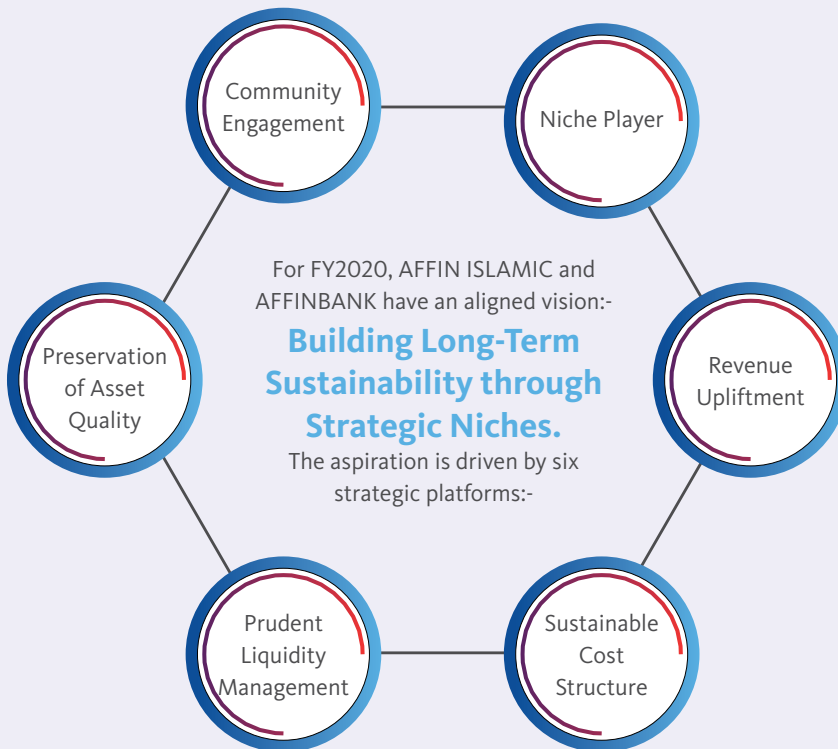 Community
Engagement
Niche Player
For FY2020, AFFIN ISLAMIC and
AFFINBANK have an aligned vision:-
Building Long-Term
Sustainability through
Strategic Niches.
The aspiration is driven by six
strategic platforms:-
Preservation
of Asset
Quality
Revenue
Upliftment
Prudent
Liquidity
Management
Sustainable
Cost
Structure